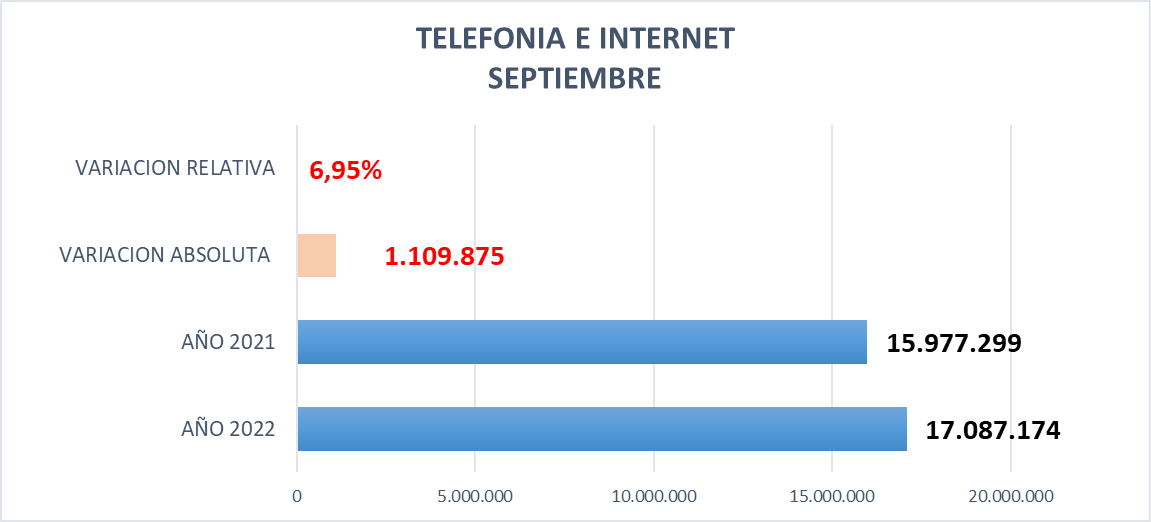 TELEFONIA E INTERNET
SEPTIEMBRE
VARIACION RELATIVA 6,95%
VARIACION ABSOLUTA 1.109.875
AÑO 2021 15.977.299
AÑO 2022 17.087.174
0 5.000.000 10.000.000 15.000.000 20.000.000